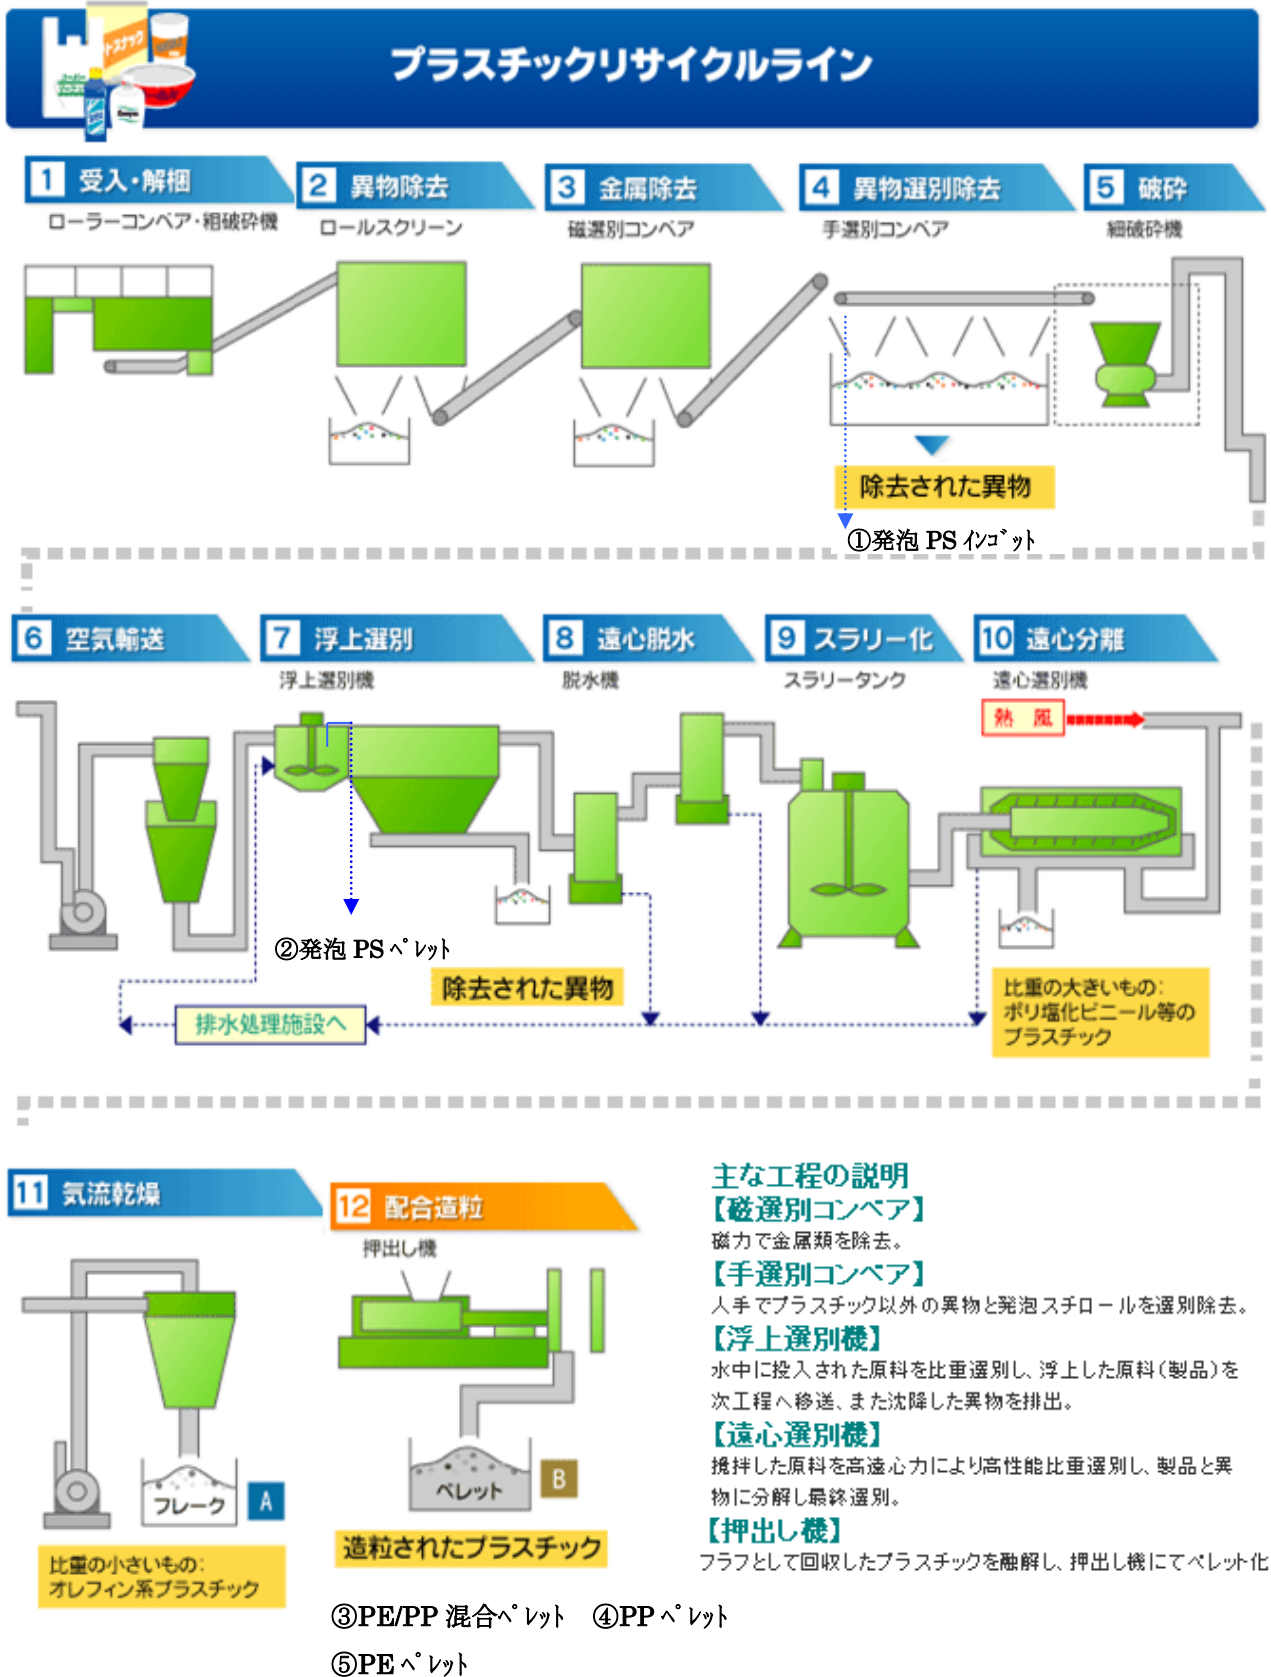 プラスチックリサイクルライン
1 受入・解梱
ローラーコンベア・粗破砕機
2 異物除去
ロールスクリーン
3 金属除去
磁選別コンベア
4 異物選別除去
手選別コンベア
5 破砕
細破砕機
除去された異物
①発泡 PS ｲﾝｺﾞｯﾄ
6 空気輸送
7 浮上選別
浮上選別機
8 遠心脱水
脱水機
9 スラリー化
スラリータンク
10 遠心分離
遠心選別機
熱 風
②発泡 PS ﾍﾟﾚｯﾄ
除去された異物
排水処理施設へ
比重の大きいもの：
ポリ塩化ビニール等の
プラスチック
11 気流乾燥
フレーク
A
比重の小さいもの：
オレフィン系プラスチック
12 配合造粒
押出し機
ペレット
B
造粒されたプラスチック
③PE/PP 混合ﾍﾟﾚｯﾄ ④PP ﾍﾟﾚｯﾄ
⑤PE ﾍﾟﾚｯﾄ
主な工程の説明
【磁選別コンベア】
磁力で金属類を除去。
【手選別コンベア】
人手でプラスチック以外の異物と発泡スチロールを選別除去。
【浮上選別機】
水中に投入された原料を比重選別し、浮上した原料（製品）を
次工程へ移送、また沈降した異物を排出。
【遠心選別機】
攪拌した原料を高遠心力により高性能比重選別し、製品と異
物に分解し最終選別。
【押出し機】
フラフとして回収したプラスチックを融解し、押出し機にてペレット化